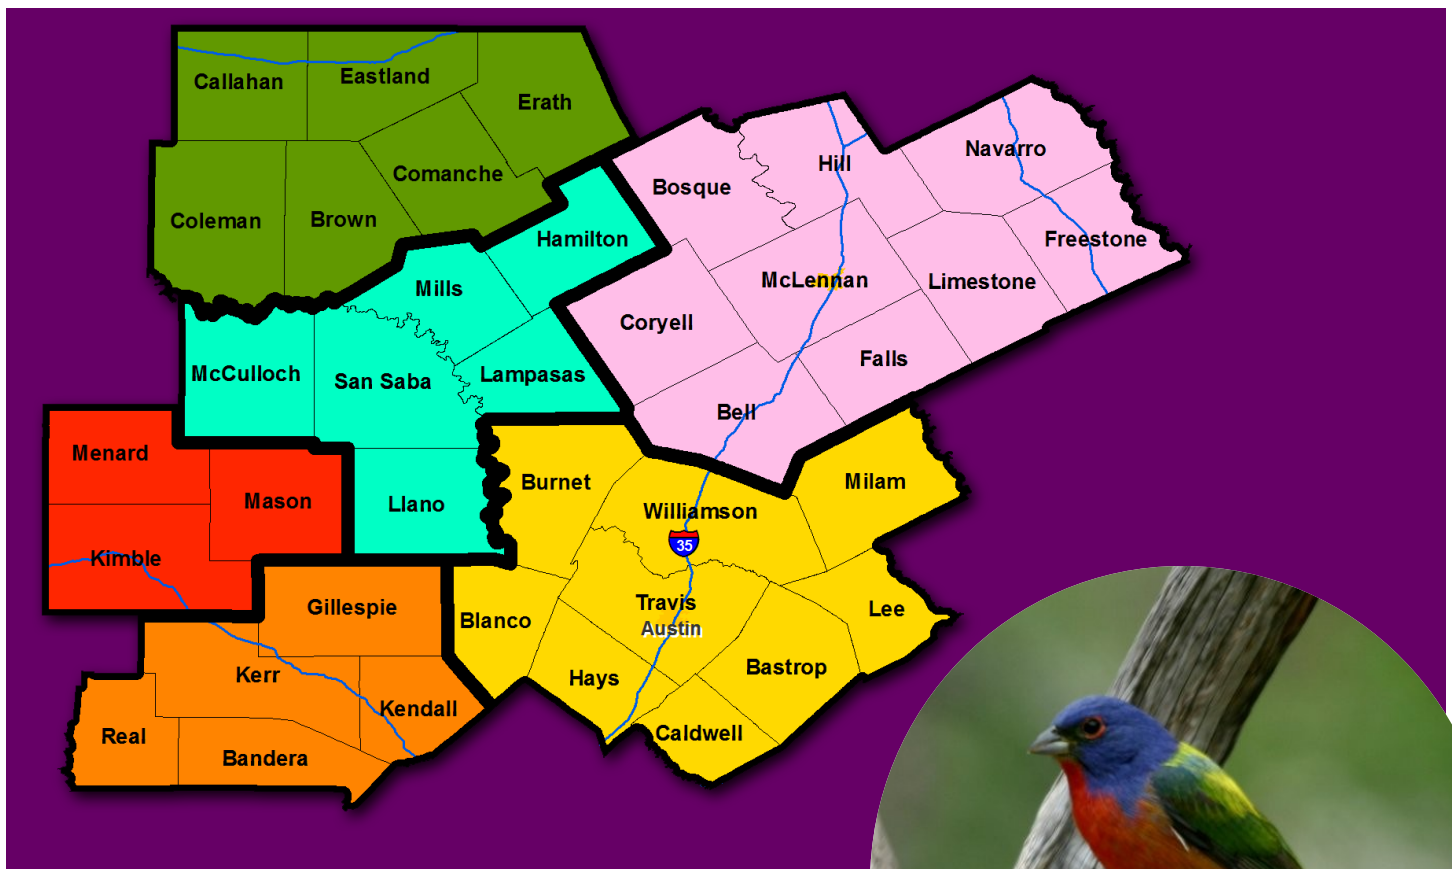 Callahan
Eastland
Erath
Comanche
Coleman
Brown
Hamilton
Mills
McCulloch
San Saba
Lampasas
Llano
Bosque
Hill
Navarro
Freestone
McLennan
Limestone
Coryell
Falls
Bell
Menard
Mason
Kimble
Burnet
Williamson
Milam
35
Travis
Austin
Blanco
Lee
Hays
Bastrop
Caldwell
Gillespie
Kerr
Kendall
Real
Bandera